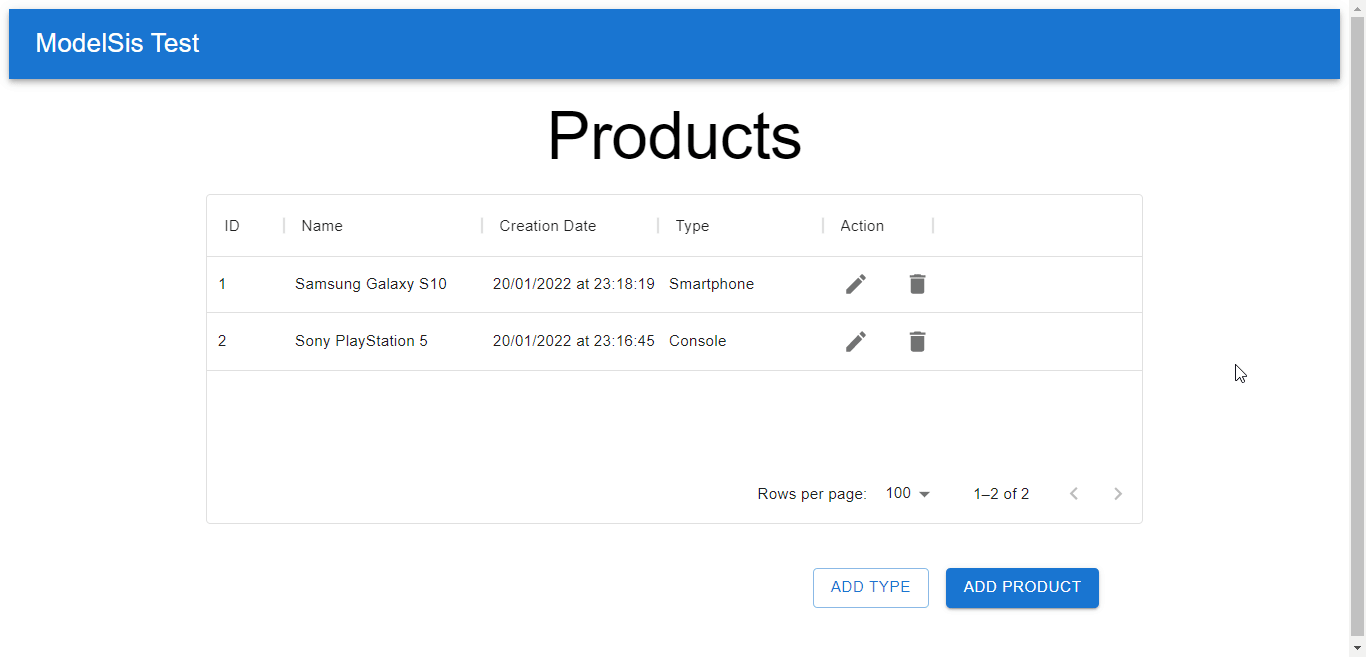 ModelSis Test
Products
ID Name Creation Date Type Action
1 Samsung Galaxy S10 20/01/2022 at 23:18:19 Smartphone
2 Sony PlayStation 5 20/01/2022 at 23:16:45 Console
Rows per page: 100 1–2 of 2
ADD TYPE ADD PRODUCT